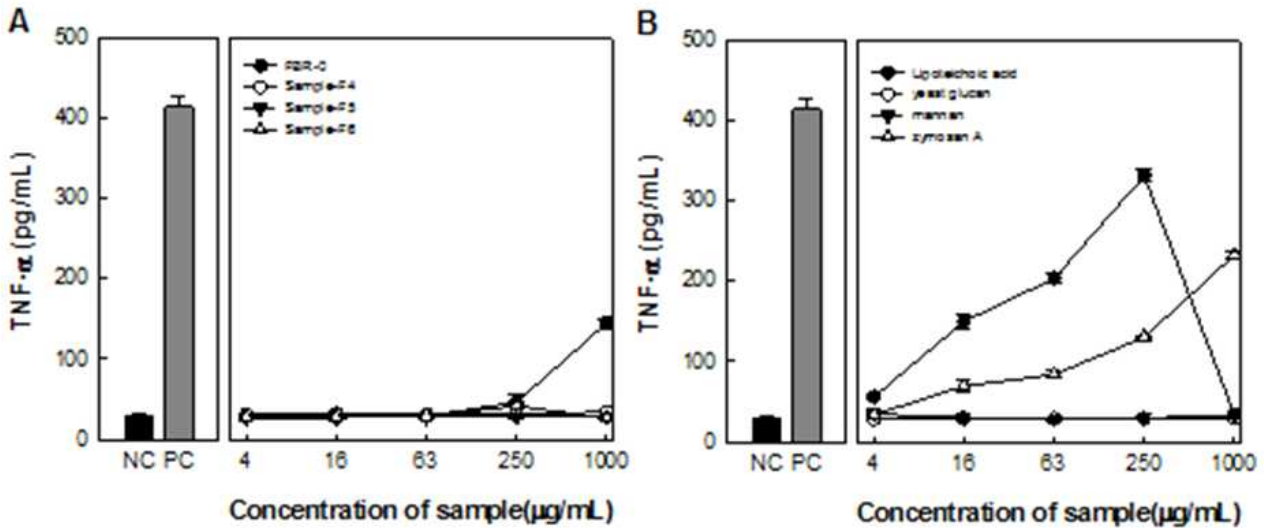 A
500
400
300
200
100
0
TNF-α (pg/mL)
NC PC
Sample-F4
Sample-F5
Sample-F6
4 16 63 250 1000
Concentration of sample(µg/mL)
B
500
400
300
200
100
0
TNF-α (pg/mL)
NC PC
Lipoteichoic acid
yeast glucan
mannan
zymosan A
4 16 63 250 1000
Concentration of sample(µg/mL)